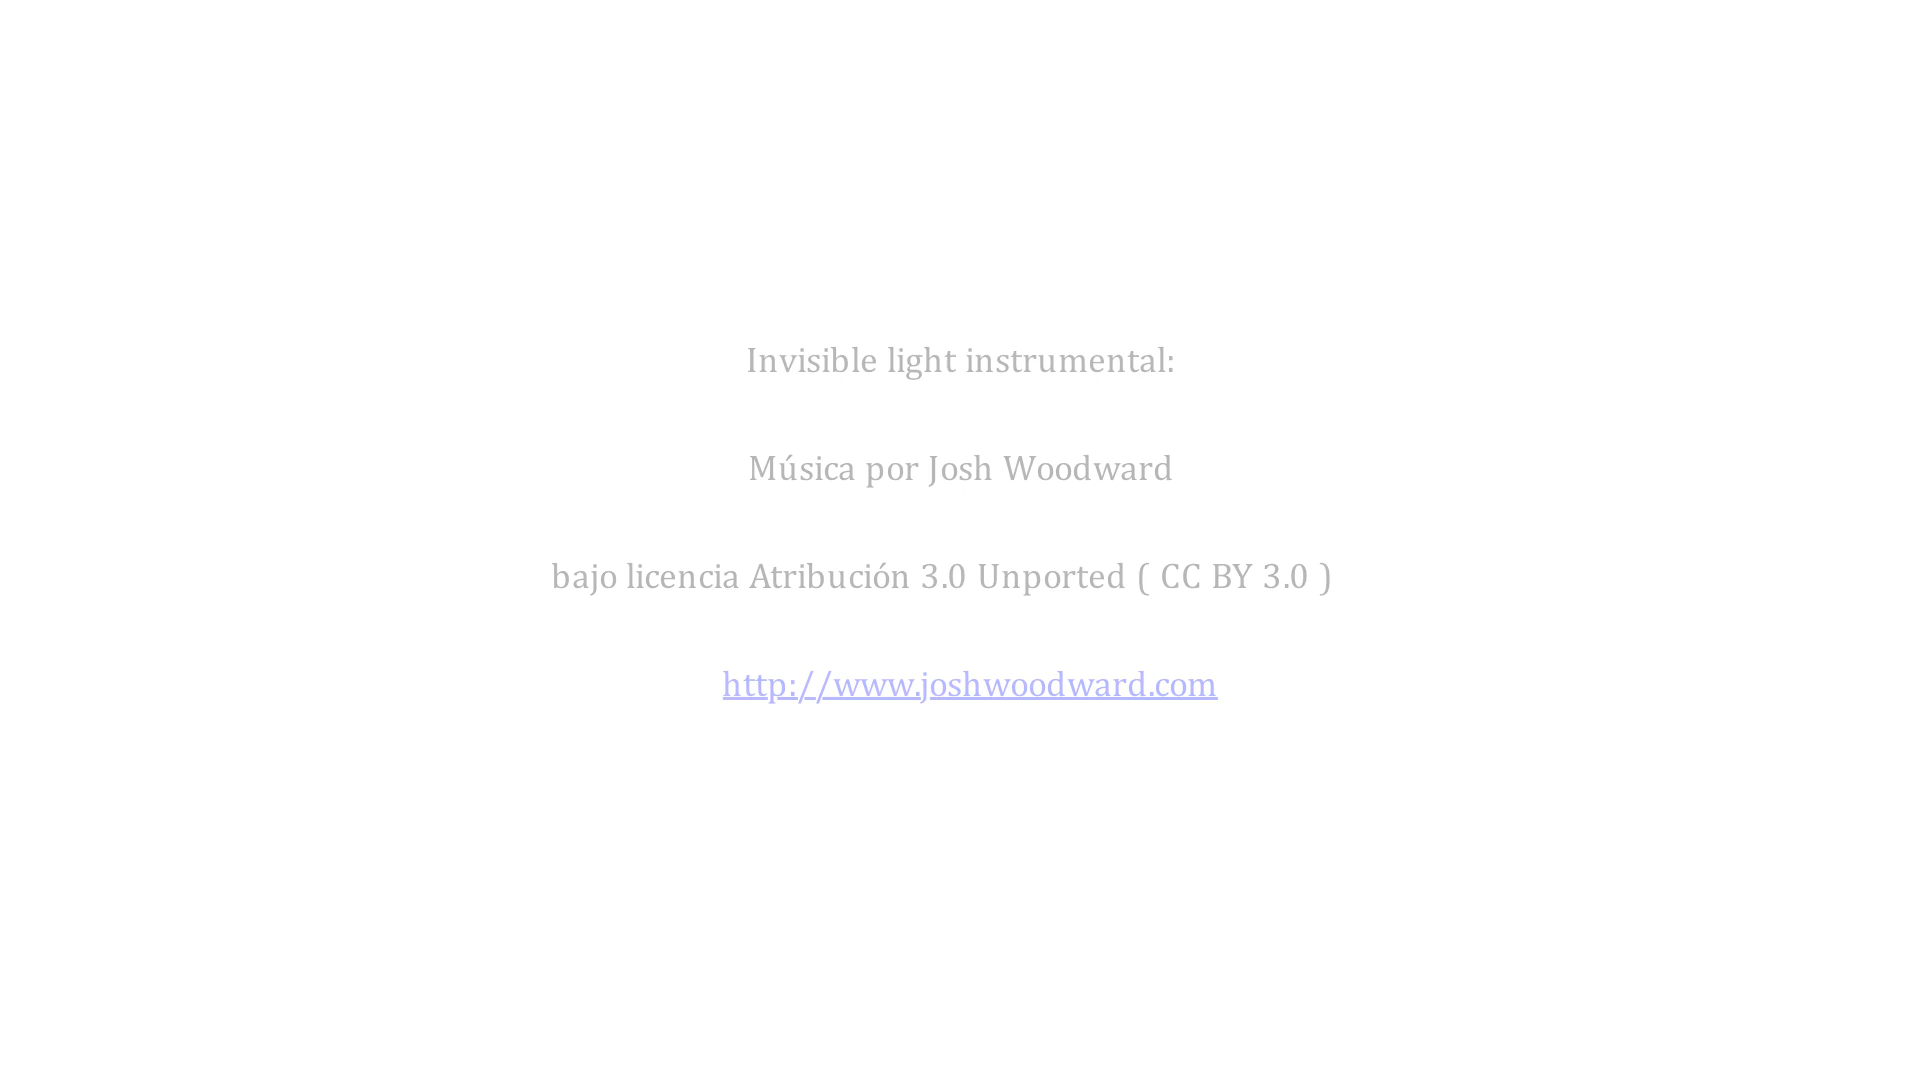 Invisible light instrumental:
Música por Josh Woodward
bajo licencia Atribución 3.0 Unported ( CC BY 3.0 )
http://www.joshwoodward.com